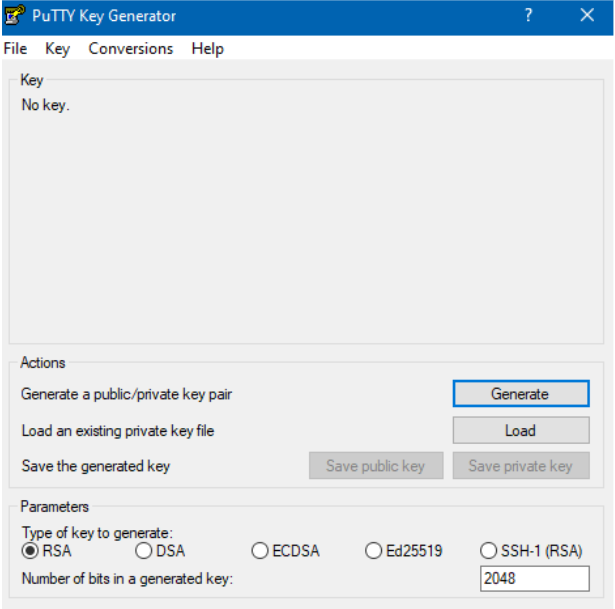 PuTTY Key Generator ?
File Key Conversions Help
Key
No key.
Actions
Generate a public/private key pair Generate
Load an existing private key file Load
Save the generated key Save public key Save private key
Parameters
Type of key to generate:
RSA DSA ECDSA Ed25519 SSH-1 (RSA)
Number of bits in a generated key: 2048